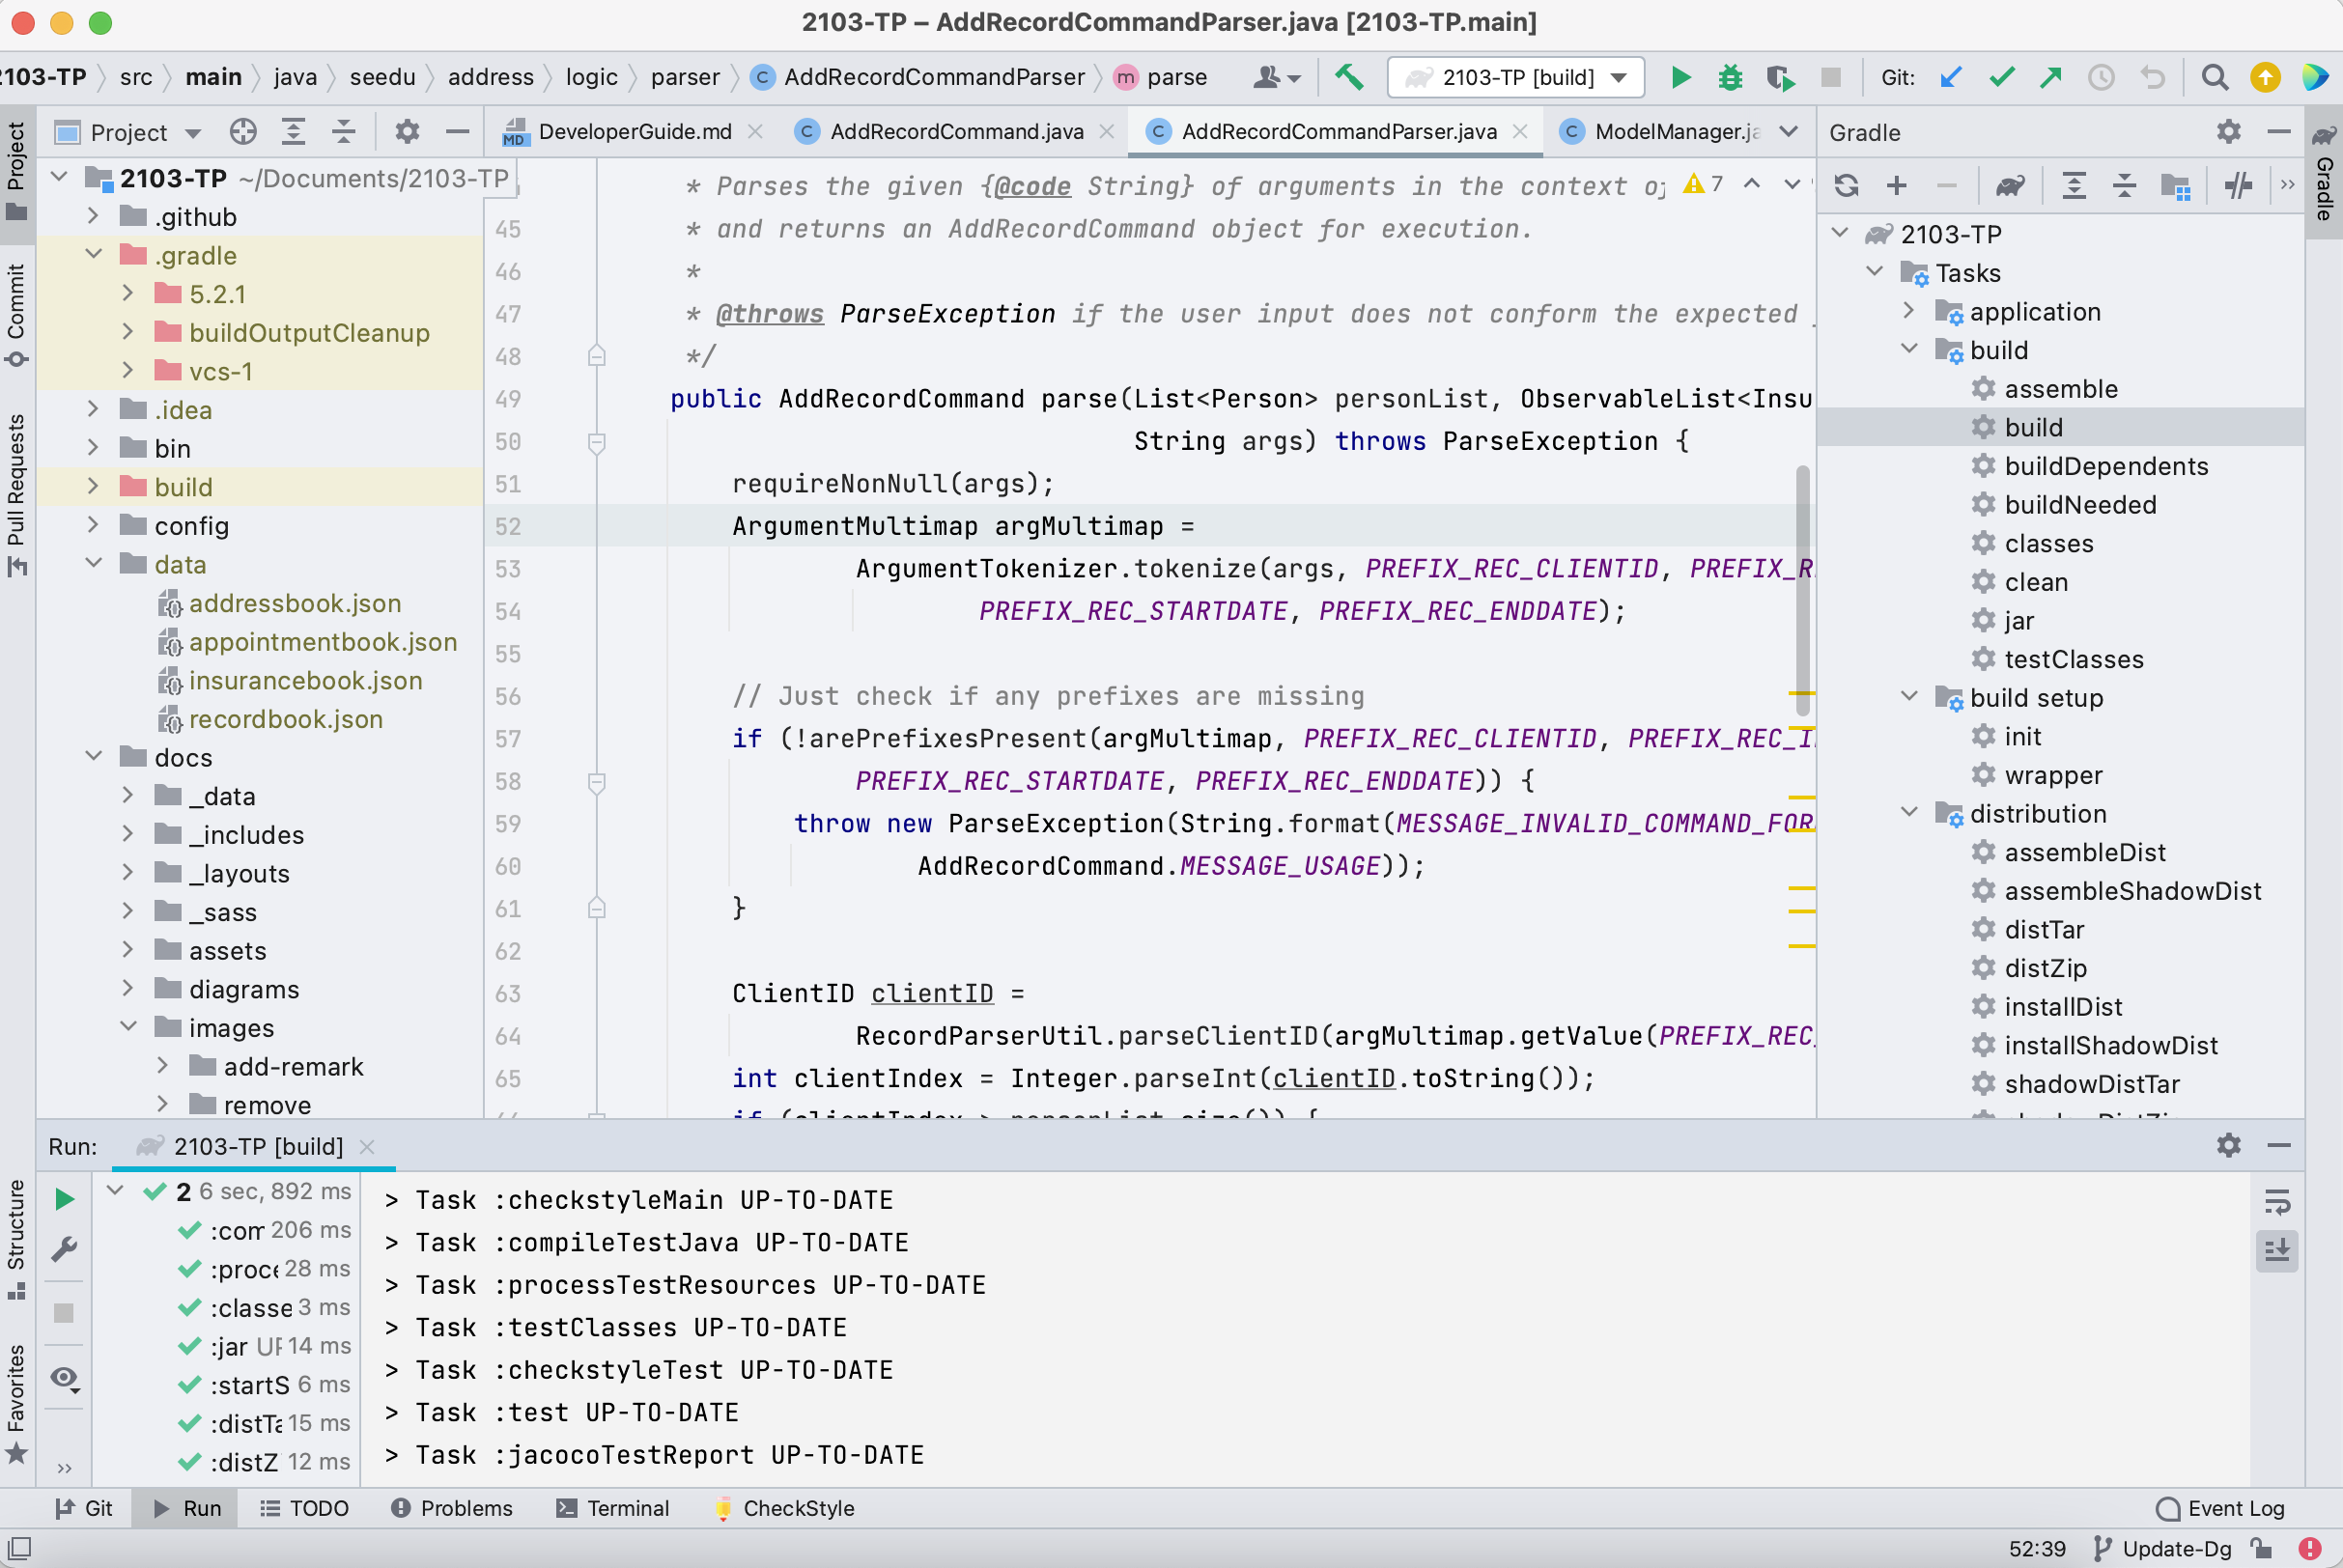 2103-TP – AddRecordCommandParser.java [2103-TP.main]
2103-TP src main java seedu address logic parser C AddRecordCommandParser m parse 2103-TP [build] Git:
Project DeveloperGuide.md AddRecordCommand.java AddRecordCommandParser.java ModelManager.ja Gradle
Project
Commit
Pull Requests
Structure
Favorites
Gradle
2103-TP ~/Documents/2103-TP
.github
.gradle
5.2.1
buildOutputCleanup
vcs-1
.idea
bin
build
config
data
addressbook.json
appointmentbook.json
insurancebook.json
recordbook.json
docs
_data
_includes
_layouts
_sass
assets
diagrams
images
add-remark
remove
* Parses the given {@code String} of arguments in the context of 7
45 * and returns an AddRecordCommand object for execution.
46 *
47 * @throws ParseException if the user input does not conform the expected
48 */
49 public AddRecordCommand parse(List<Person> personList, ObservableList<Insu
50 String args) throws ParseException {
51 requireNonNull(args);
52 ArgumentMultimap argMultimap =
53 ArgumentTokenizer.tokenize(args, PREFIX_REC_CLIENTID, PREFIX_R
54 PREFIX_REC_STARTDATE, PREFIX_REC_ENDDATE);
55
56 // Just check if any prefixes are missing
57 if (!arePrefixesPresent(argMultimap, PREFIX_REC_CLIENTID, PREFIX_REC_I
58 PREFIX_REC_STARTDATE, PREFIX_REC_ENDDATE)) {
59 throw new ParseException(String.format(MESSAGE_INVALID_COMMAND_FOR
60 AddRecordCommand.MESSAGE_USAGE));
61 }
62
63 ClientID clientID =
64 RecordParserUtil.parseClientID(argMultimap.getValue(PREFIX_REC_
65 int clientIndex = Integer.parseInt(clientID.toString());
2103-TP
Tasks
application
build
assemble
build
buildDependents
buildNeeded
classes
clean
jar
testClasses
build setup
init
wrapper
distribution
assembleDist
assembleShadowDist
distTar
distZip
installDist
installShadowDist
shadowDistTar
Run: 2103-TP [build]
2 6 sec, 892 ms
:com 206 ms
:proce 28 ms
:classe 3 ms
:jar UP 14 ms
:startS 6 ms
:distTa 15 ms
:distZ 12 ms
> Task :checkstyleMain UP-TO-DATE
> Task :compileTestJava UP-TO-DATE
> Task :processTestResources UP-TO-DATE
> Task :testClasses UP-TO-DATE
> Task :checkstyleTest UP-TO-DATE
> Task :test UP-TO-DATE
> Task :jacocoTestReport UP-TO-DATE
Git Run TODO Problems Terminal CheckStyle Event Log
52:39 Update-Dg